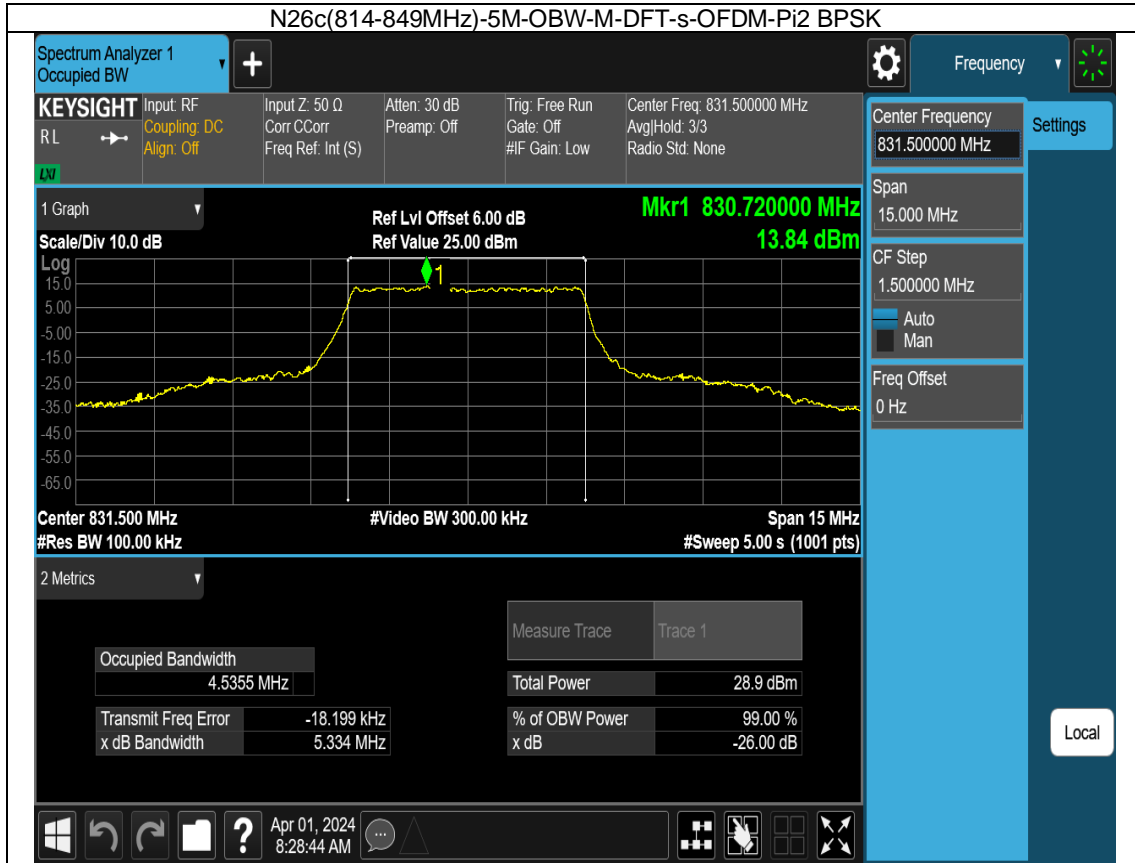 N26c(814-849MHz)-5M-OBW-M-DFT-s-OFDM-Pi2 BPSK
Spectrum Analyzer 1
Occupied BW
+
Frequency
KEYSIGHT
RL
LXI
Input: RF
Coupling: DC
Align: Off
Input Z: 50 Ω
Corr CCorr
Freq Ref: Int (S)
Atten: 30 dB
Preamp: Off
Trig: Free Run
Gate: Off
#IF Gain: Low
Center Freq: 831.500000 MHz
Avg|Hold: 3/3
Radio Std: None
Center Frequency
831.500000 MHz
Settings
Span
15.000 MHz
CF Step
1.500000 MHz
Auto
Man
Freq Offset
0 Hz
Local
1 Graph
Scale/Div 10.0 dB
Ref Lvl Offset 6.00 dB
Ref Value 25.00 dBm
Mkr1 830.720000 MHz
13.84 dBm
Log
1
15.0
5.00
-5.00
-15.0
-25.0
-35.0
-45.0
-55.0
-65.0
Center 831.500 MHz
#Video BW 300.00 kHz
Span 15 MHz
#Res BW 100.00 kHz
#Sweep 5.00 s (1001 pts)
2 Metrics
Measure Trace Trace 1
Occupied Bandwidth
4.5355 MHz
Total Power 28.9 dBm
Transmit Freq Error -18.199 kHz
% of OBW Power 99.00 %
x dB Bandwidth 5.334 MHz
x dB -26.00 dB
?
Apr 01, 2024
8:28:44 AM